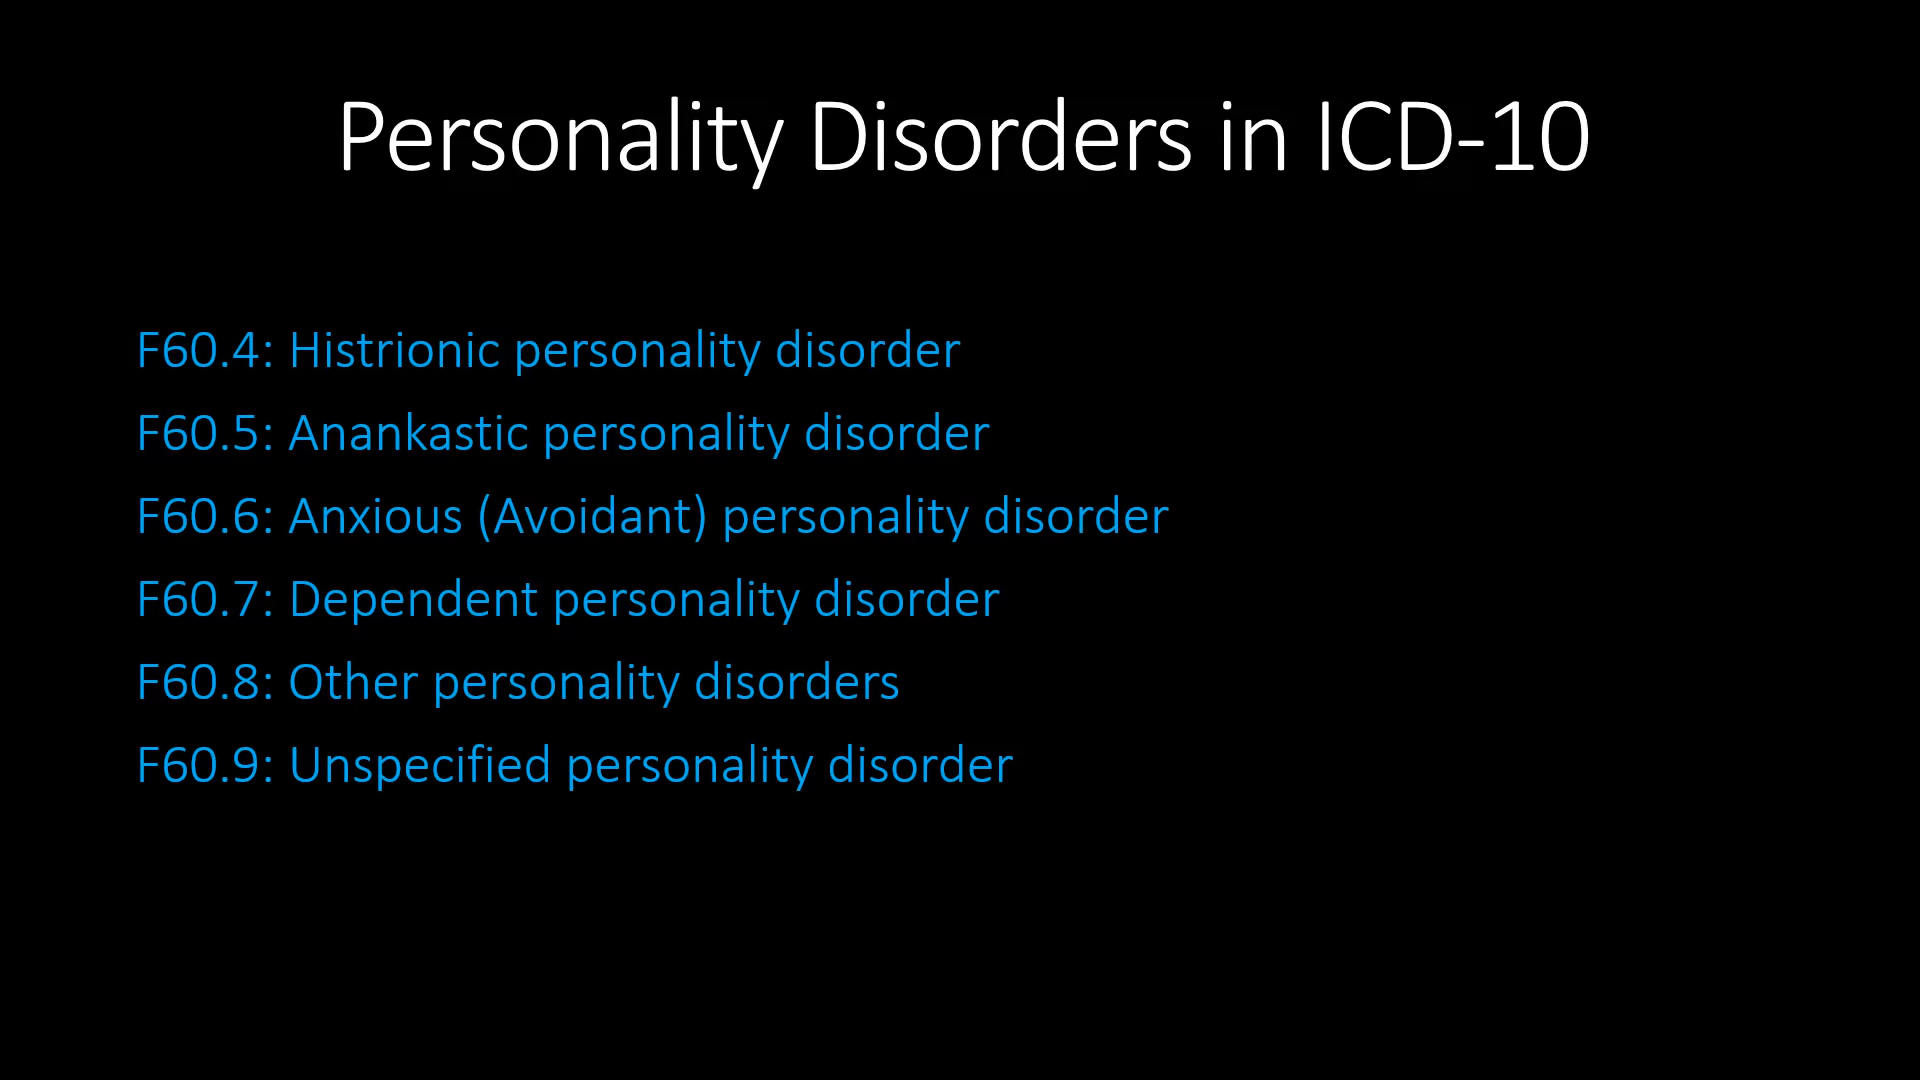 Personality Disorders in ICD-10
F60.4: Histrionic personality disorder
F60.5: Anankastic personality disorder
F60.6: Anxious (Avoidant) personality disorder
F60.7: Dependent personality disorder
F60.8: Other personality disorders
F60.9: Unspecified personality disorder